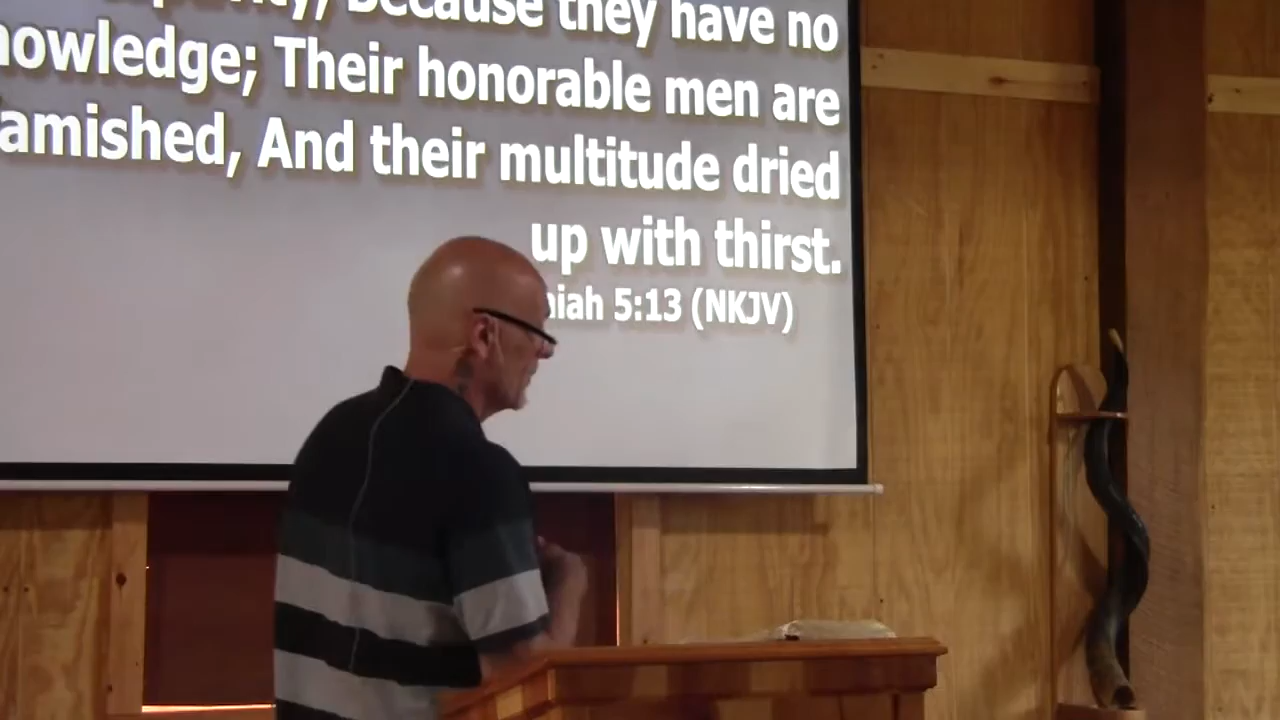 because they have no
nowledge; Their honorable men are
amished, And their multitude dried
up with thirst.
iah 5:13 (NKJV)